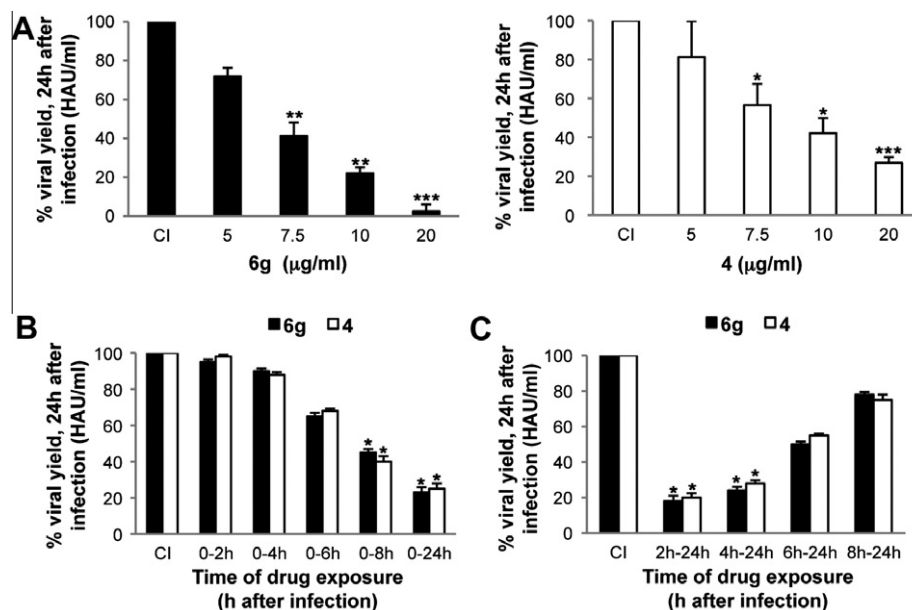 A
% viral yield, 24h after
infection (HAU/ml)
100
80
60
40
20
0
**
**
***
CI 5 7.5 10 20
6g (μg/ml)
% viral yield, 24h after
infection (HAU/ml)
100
80
60
40
20
0
*
*
***
CI 5 7.5 10 20
4 (μg/ml)
B
6g 4
% viral yield, 24h after
infection (HAU/ml)
100
80
60
40
20
0
* *
* *
CI 0-2h 0-4h 0-6h 0-8h 0-24h
Time of drug exposure
(h after infection)
C
6g 4
% viral yield, 24h after
infection (HAU/ml)
100
80
60
40
20
0
* *
* *
CI 2h-24h 4h-24h 6h-24h 8h-24h
Time of drug exposure
(h after infection)